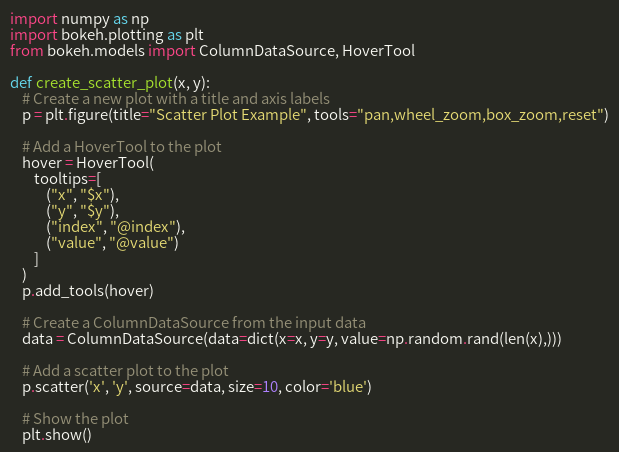 import numpy as np
import bokeh.plotting as plt
from bokeh.models import ColumnDataSource, HoverTool

def create_scatter_plot(x, y):
    # Create a new plot with a title and axis labels
    p = plt.figure(title="Scatter Plot Example", tools="pan,wheel_zoom,box_zoom,reset")

    # Add a HoverTool to the plot
    hover = HoverTool(
        tooltips=[
            ("x", "$x"),
            ("y", "$y"),
            ("index", "@index"),
            ("value", "@value")
        ]
    )
    p.add_tools(hover)

    # Create a ColumnDataSource from the input data
    data = ColumnDataSource(data=dict(x=x, y=y, value=np.random.rand(len(x),)))

    # Add a scatter plot to the plot
    p.scatter('x', 'y', source=data, size=10, color='blue')

    # Show the plot
    plt.show()